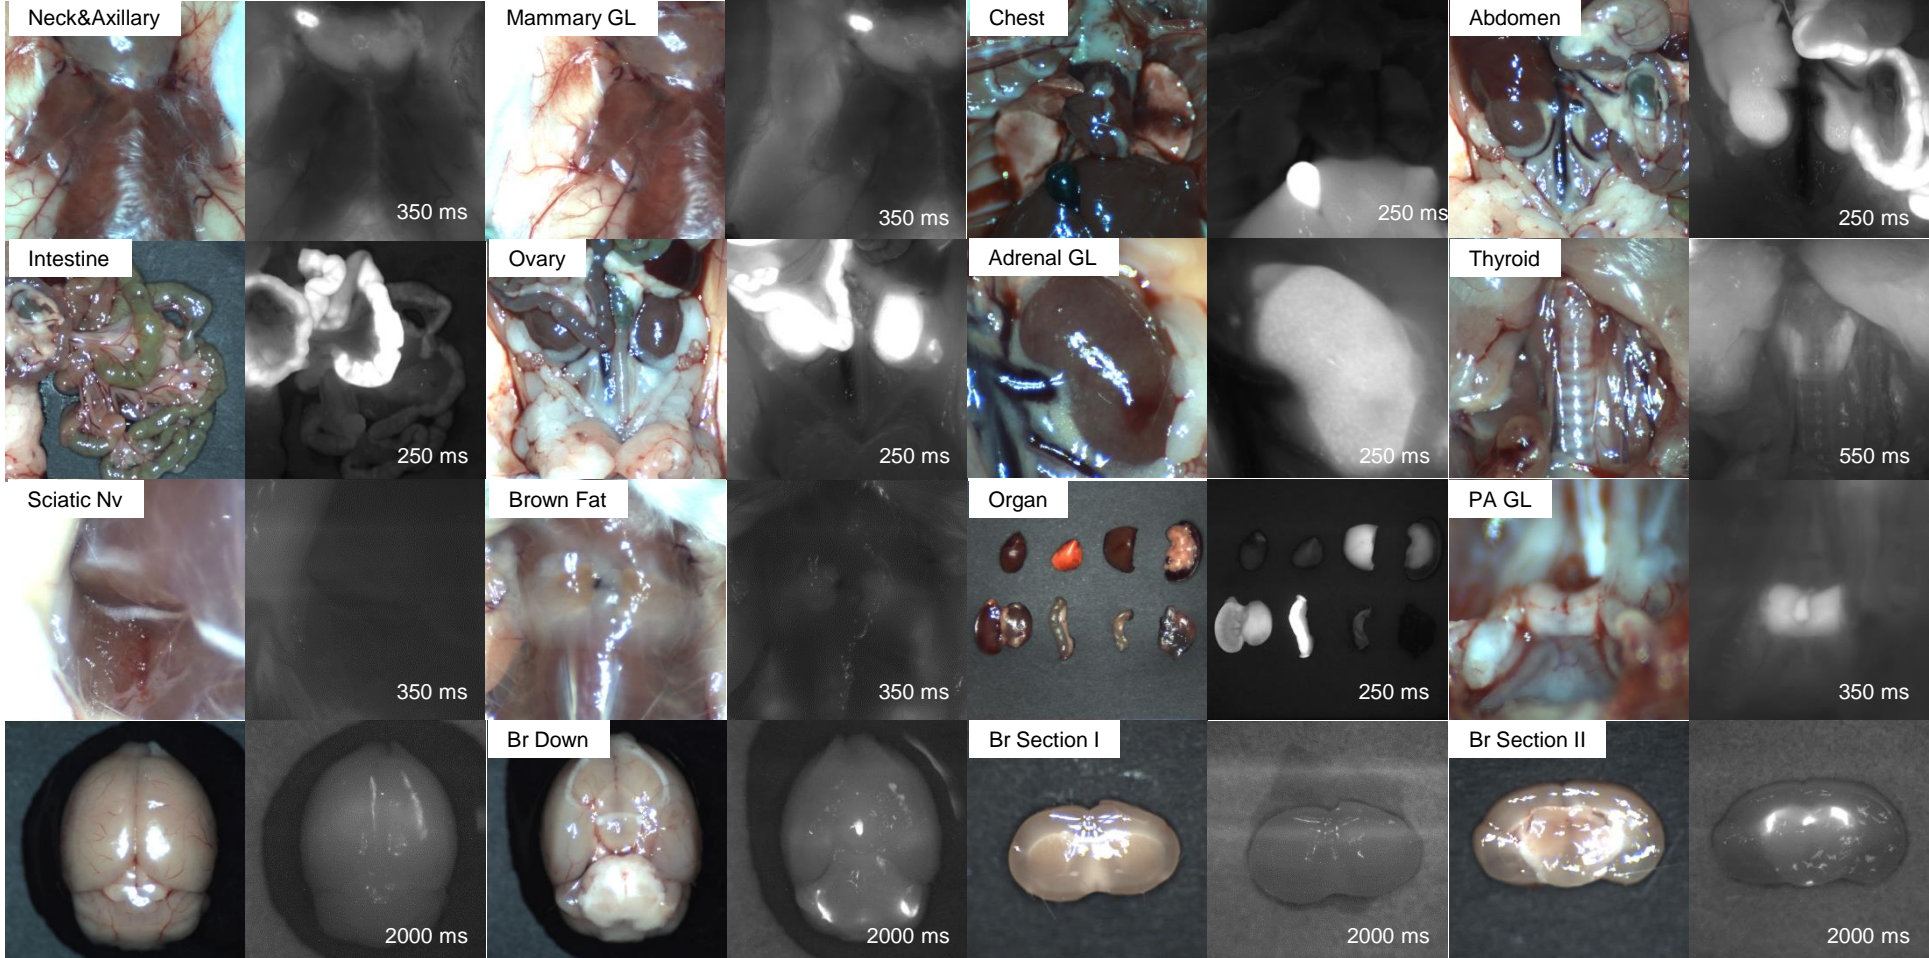 Neck&Axillary
350 ms
Mammary GL
350 ms
Chest
250 ms
Abdomen
250 ms
Intestine
250 ms
Ovary
250 ms
Adrenal GL
250 ms
Thyroid
550 ms
Sciatic Nv
350 ms
Brown Fat
350 ms
Organ
250 ms
PA GL
350 ms
2000 ms
Br Down
2000 ms
Br Section I
2000 ms
Br Section II
2000 ms